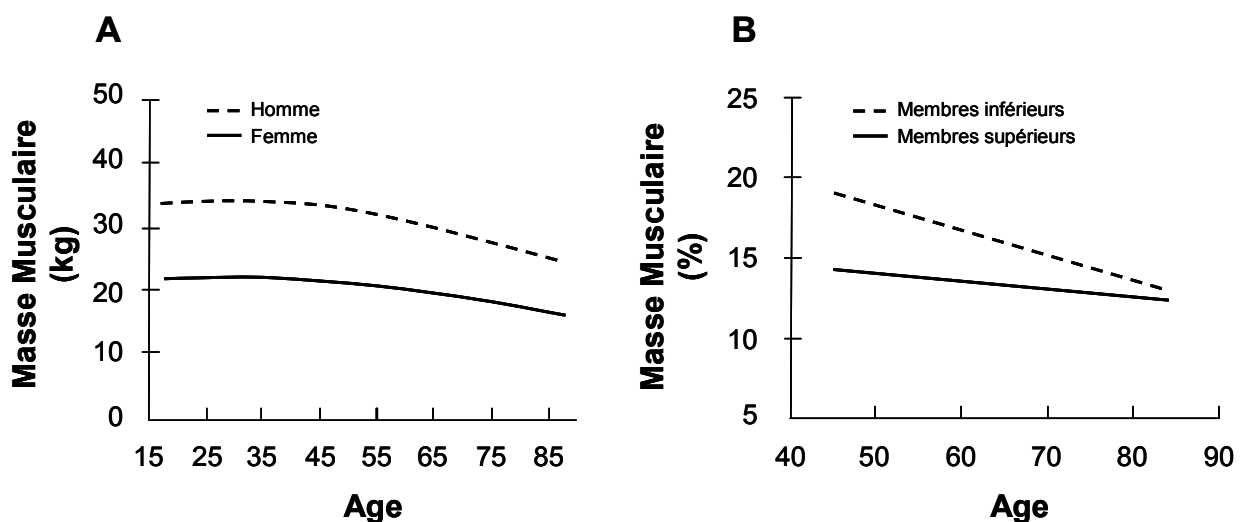 A
Masse Musculaire
(kg)
50
40
30
20
10
0
Homme
Femme
15 25 35 45 55 65 75 85
Age
B
Masse Musculaire
(%)
25
20
15
10
5
Membres inférieurs
Membres supérieurs
40 50 60 70 80 90
Age